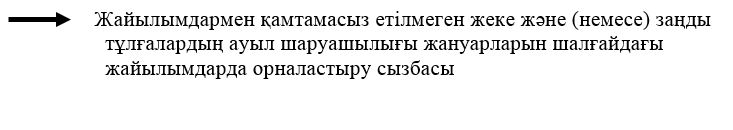 Жайылымдармен қамтамасыз етілмеген жеке және (немесе) заңды
тұлғалардың ауыл шаруашылығы жануарларын шалғайдағы
жайылымдарда орналастыру сызбасы